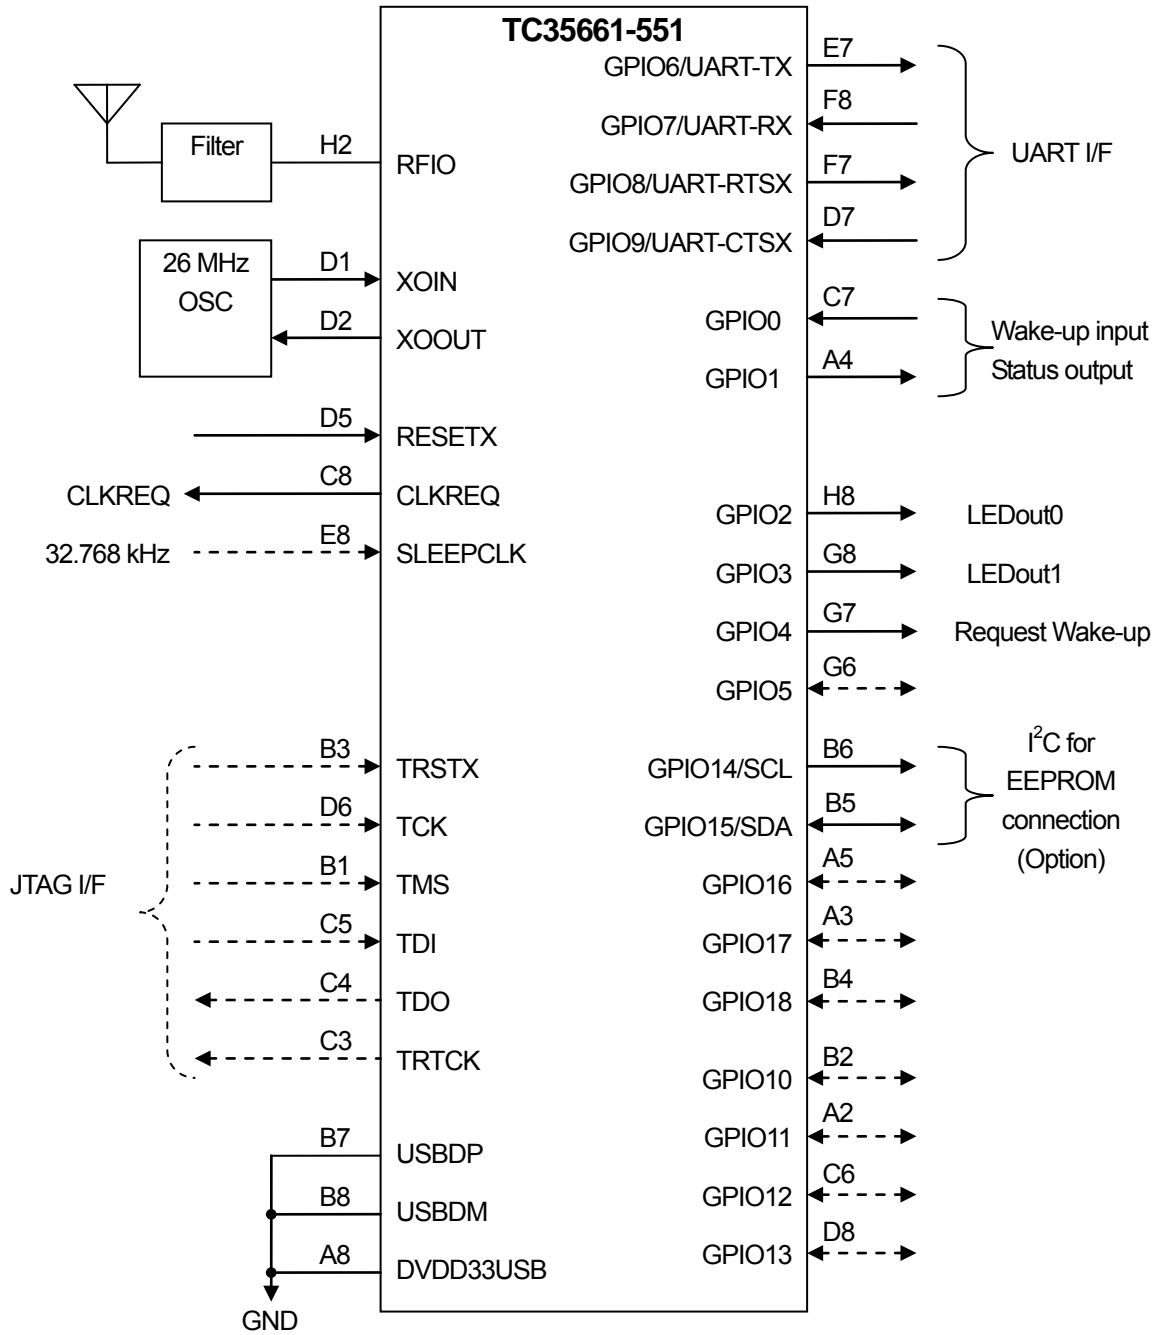 TC35661-551
GPIO6/UART-TX
E7
GPIO7/UART-RX
F8
GPIO8/UART-RTSX
F7
GPIO9/UART-CTSX
D7
UART I/F
Filter
H2
RFIO
26 MHz
OSC
D1
XOIN
D2
XOOUT
GPIO0
C7
GPIO1
A4
Wake-up input
Status output
D5
RESETX
CLKREQ
C8
CLKREQ
32.768 kHz
E8
SLEEPCLK
GPIO2
H8
LEDout0
GPIO3
G8
LEDout1
GPIO4
G7
Request Wake-up
GPIO5
G6
JTAG I/F
B3
TRSTX
D6
TCK
B1
TMS
C5
TDI
C4
TDO
C3
TRTCK
GPIO14/SCL
B6
GPIO15/SDA
B5
I²C for
EEPROM
connection
(Option)
GPIO16
A5
GPIO17
A3
GPIO18
B4
GPIO10
B2
GPIO11
A2
GPIO12
C6
GPIO13
D8
B7
USBDP
B8
USBDM
A8
DVDD33USB
GND